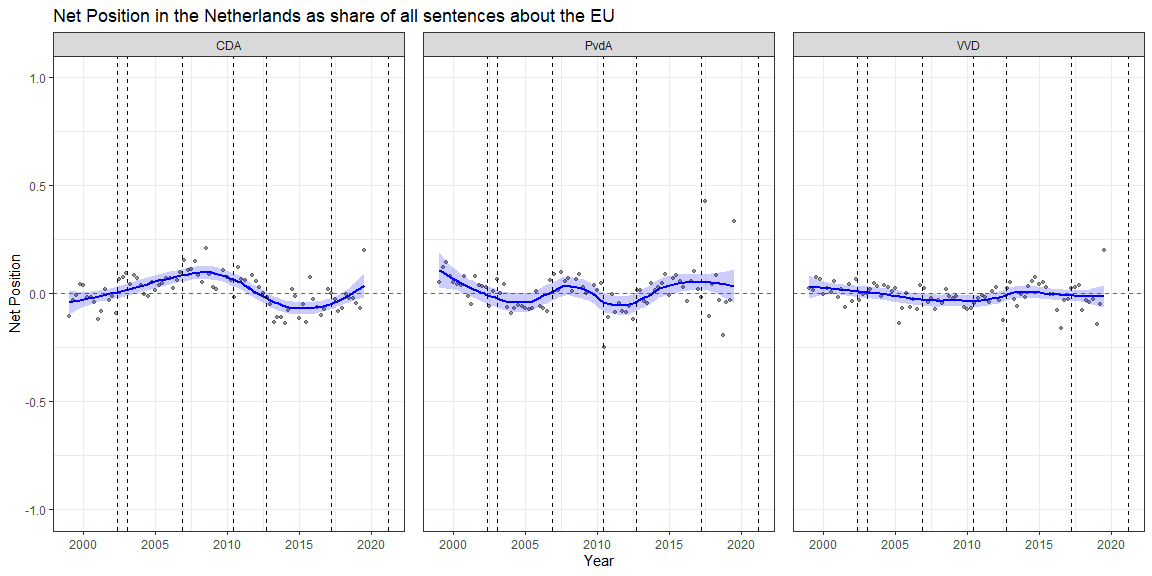 Net Position in the Netherlands as share of all sentences about the EU
CDA
PvdA
VVD
Net Position
1.0
0.5
0.0
-0.5
-1.0
2000 2005 2010 2015 2020
2000 2005 2010 2015 2020
2000 2005 2010 2015 2020
Year